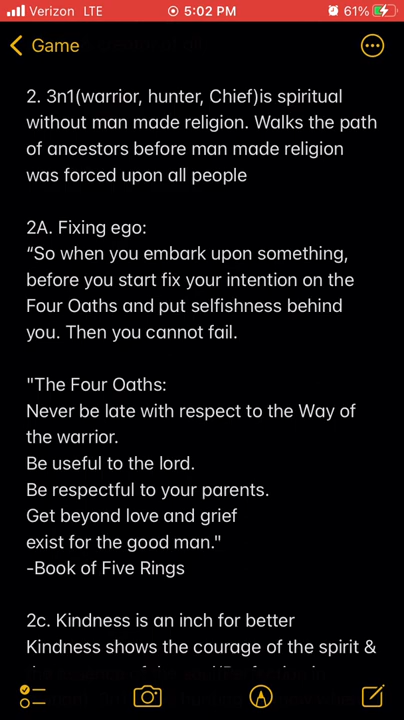 Verizon LTE
5:02 PM
61%
Game
2. 3n1(warrior, hunter, Chief)is spiritual
without man made religion. Walks the path
of ancestors before man made religion
was forced upon all people
2A. Fixing ego:
“So when you embark upon something,
before you start fix your intention on the
Four Oaths and put selfishness behind
you. Then you cannot fail.
"The Four Oaths:
Never be late with respect to the Way of
the warrior.
Be useful to the lord.
Be respectful to your parents.
Get beyond love and grief
exist for the good man."
-Book of Five Rings
2c. Kindness is an inch for better
Kindness shows the courage of the spirit &